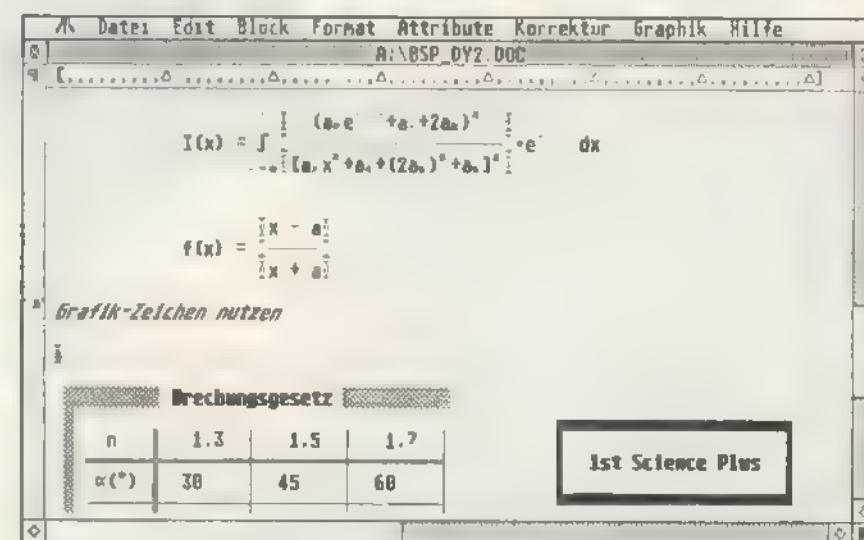 Datei Edit Block Format Attribute Korrektur Graphik Hilfe
A:\BSP_DY2.DOC
I(x) = ∫ dx
f(x) = x - a
x + a
Grafik-Zeichen nutzen
Brechungsgesetz
n 1.3 1.5 1.7
α(°) 30 45 60
1st Science Plus